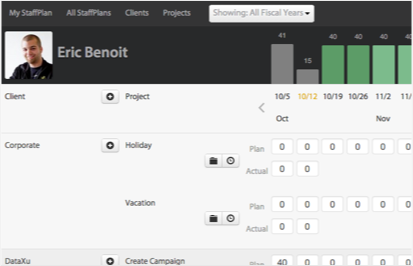 My StaffPlan All StaffPlans Clients Projects Showing: All Fiscal Years
41 15 40 40 40 40
Eric Benoit
Client Project 10/5 10/12 10/19 10/26 11/2 11/
Oct Nov
Corporate Holiday Plan 0 0 0 0 0 0
Actual 0 0
Vacation Plan 0 0 0 0 0 0
Actual 0 0
DataXu Create Campaign Plan 40 0 0 0 0 0